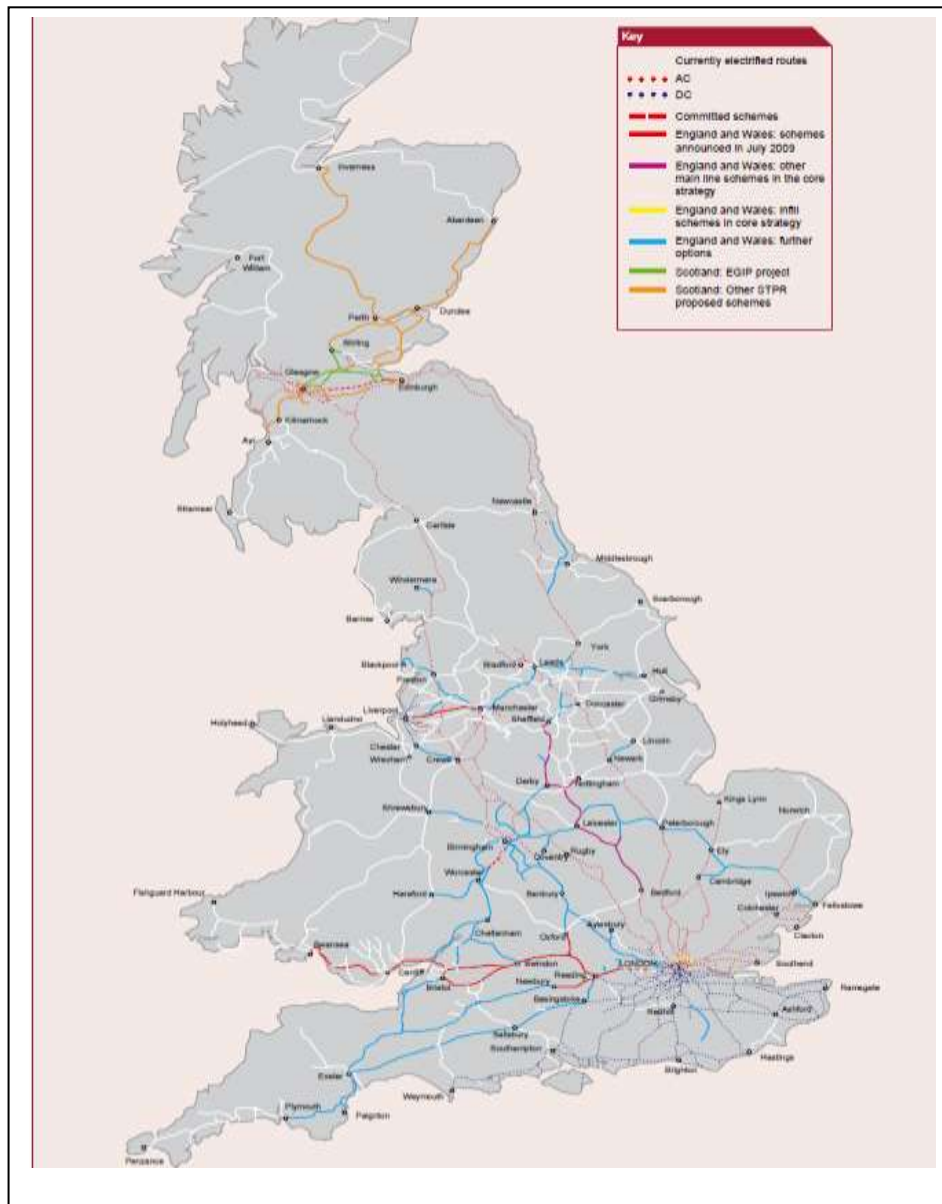 Key
Currently electrified routes
AC
DC
Committed schemes
England and Wales: schemes
announced in July 2009
England and Wales: other
main line schemes in the core
strategy
England and Wales: infill
schemes in core strategy
England and Wales: further
options
Scotland: EGIP project
Scotland: Other STPR
proposed schemes
Inverness
Aberdeen
Fort
William
Perth
Dundee
Stirling
Glasgow
Edinburgh
Kilmarnock
Ayr
Stranraer
Newcastle
Carlisle
Middlesbrough
Windermere
Scarborough
Barrow
York
Blackpool
Bradford
Leeds
Hull
Preston
Grimsby
Liverpool
Manchester
Doncaster
Holyhead
Llandudno
Sheffield
Chester
Lincoln
Wrexham
Crewe
Newark
Derby
Nottingham
Kings Lynn
Shrewsbury
Norwich
Leicester
Peterborough
Birmingham
Rugby
Ely
Coventry
Worcester
Cambridge
Fishguard Harbour
Hereford
Banbury
Bedford
Ipswich
Felixstowe
Colchester
Cheltenham
Aylesbury
Clacton
Oxford
Swansea
Cardiff
Swindon
LONDON
Southend
Reading
Bristol
Newbury
Ramsgate
Basingstoke
Redhill
Ashford
Salisbury
Southampton
Hastings
Brighton
Exeter
Weymouth
Plymouth
Paignton
Penzance